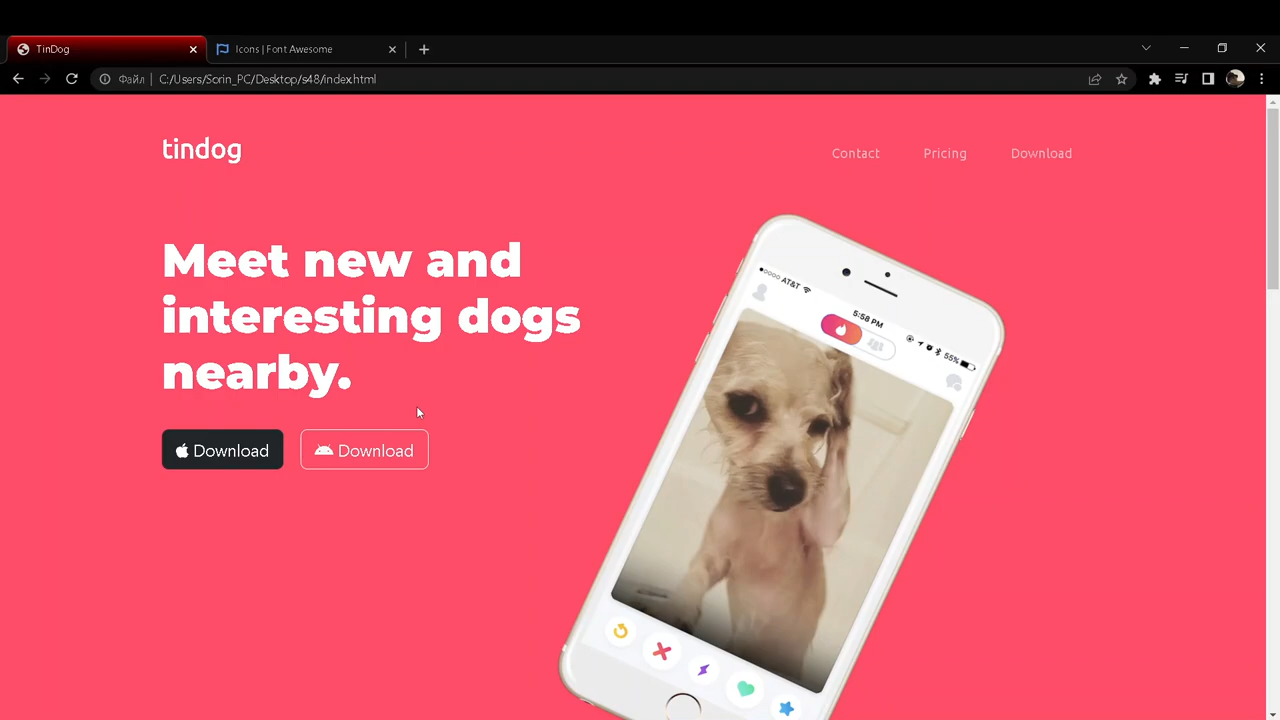 TinDog
Icons | Font Awesome
Файл | C:/Users/Sorin_PC/Desktop/s48/index.html
tindog
Contact Pricing Download
Meet new and
interesting dogs
nearby.
Download
Download
AT&T
5:58 PM
55%